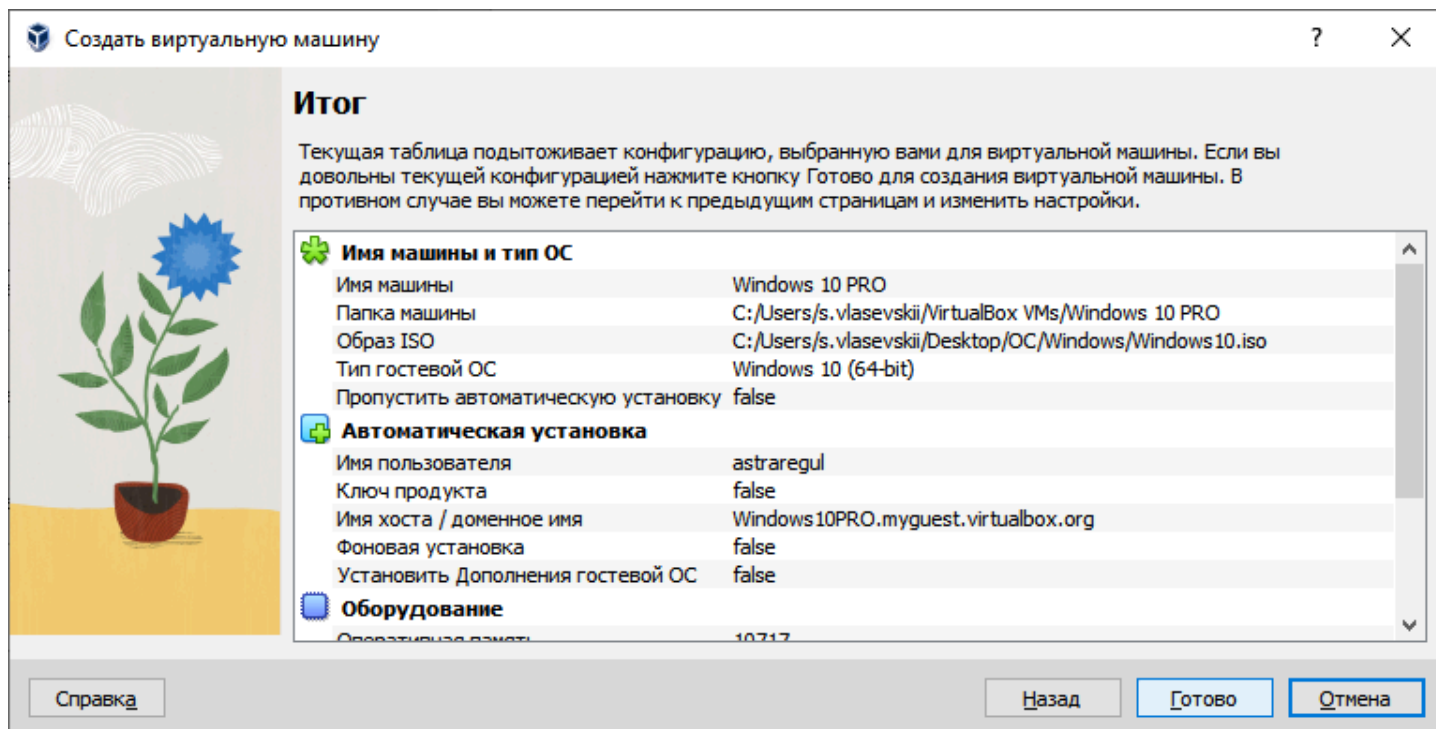 Создать виртуальную машину
?
Итог
Текущая таблица подытоживает конфигурацию, выбранную вами для виртуальной машины. Если вы
довольны текущей конфигурацией нажмите кнопку Готово для создания виртуальной машины. В
противном случае вы можете перейти к предыдущим страницам и изменить настройки.
Имя машины и тип ОС
Имя машины Windows 10 PRO
Папка машины C:/Users/s.vlasevskii/VirtualBox VMs/Windows 10 PRO
Образ ISO C:/Users/s.vlasevskii/Desktop/ОС/Windows/Windows10.iso
Тип гостевой ОС Windows 10 (64-bit)
Пропустить автоматическую установку false
Автоматическая установка
Имя пользователя astraregul
Ключ продукта false
Имя хоста / доменное имя Windows10PRO.myguest.virtualbox.org
Фоновая установка false
Установить Дополнения гостевой ОС false
Оборудование
Оперативная память 10717
Справка Назад Готово Отмена